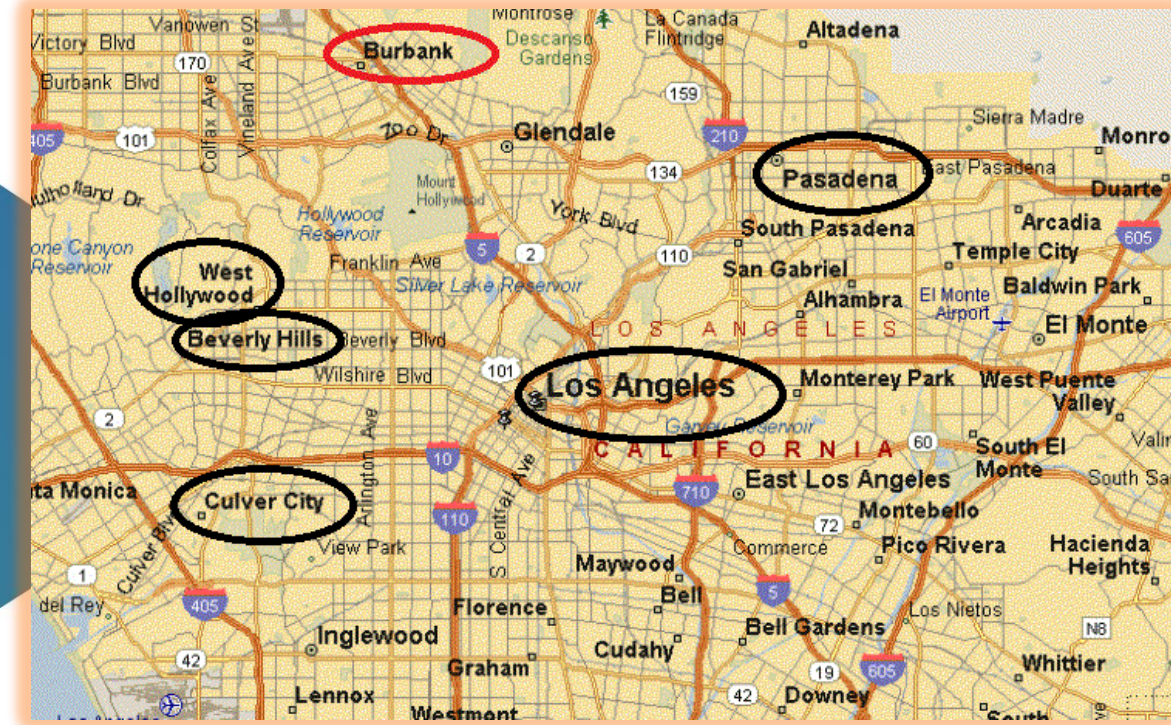 Montrose
Vanowen St
La Canada
Flintridge
Altadena
Victory Blvd
Burbank
Descanso
Gardens
170
Burbank Blvd
Colfax Ave
Vineland Ave
159
Sierra Madre
405
101
Zoo Dr
Glendale
210
Monro
134
Pasadena
East Pasadena
Mount
Hollywood
Duarte
Mulholland Dr
Hollywood
Reservoir
York Blvd
South Pasadena
Arcadia
605
one Canyon
Reservoir
5
2
110
Temple City
West
Hollywood
Franklin Ave
San Gabriel
Silver Lake Reservoir
Baldwin Park
Alhambra
El Monte
Airport
Beverly Hills
Beverly Blvd
LOS ANGELES
El Monte
Wilshire Blvd
101
Los Angeles
Monterey Park
West Puente
Valley
2
Arlington Ave
Garvey Reservoir
CALIFORNIA
60
South El
Monte
10
ta Monica
Culver City
710
East Los Angeles
110
S Central Ave
72
Montebello
Culver Blvd
View Park
Commerce
Pico Rivera
Hacienda
Heights
1
Maywood
5
del Rey
405
Florence
Bell
Los Nietos
Inglewood
Bell Gardens
N8
42
Cudahy
Graham
19
605
Whittier
Lennox
42
Downey
Westmont
South
Los Angeles